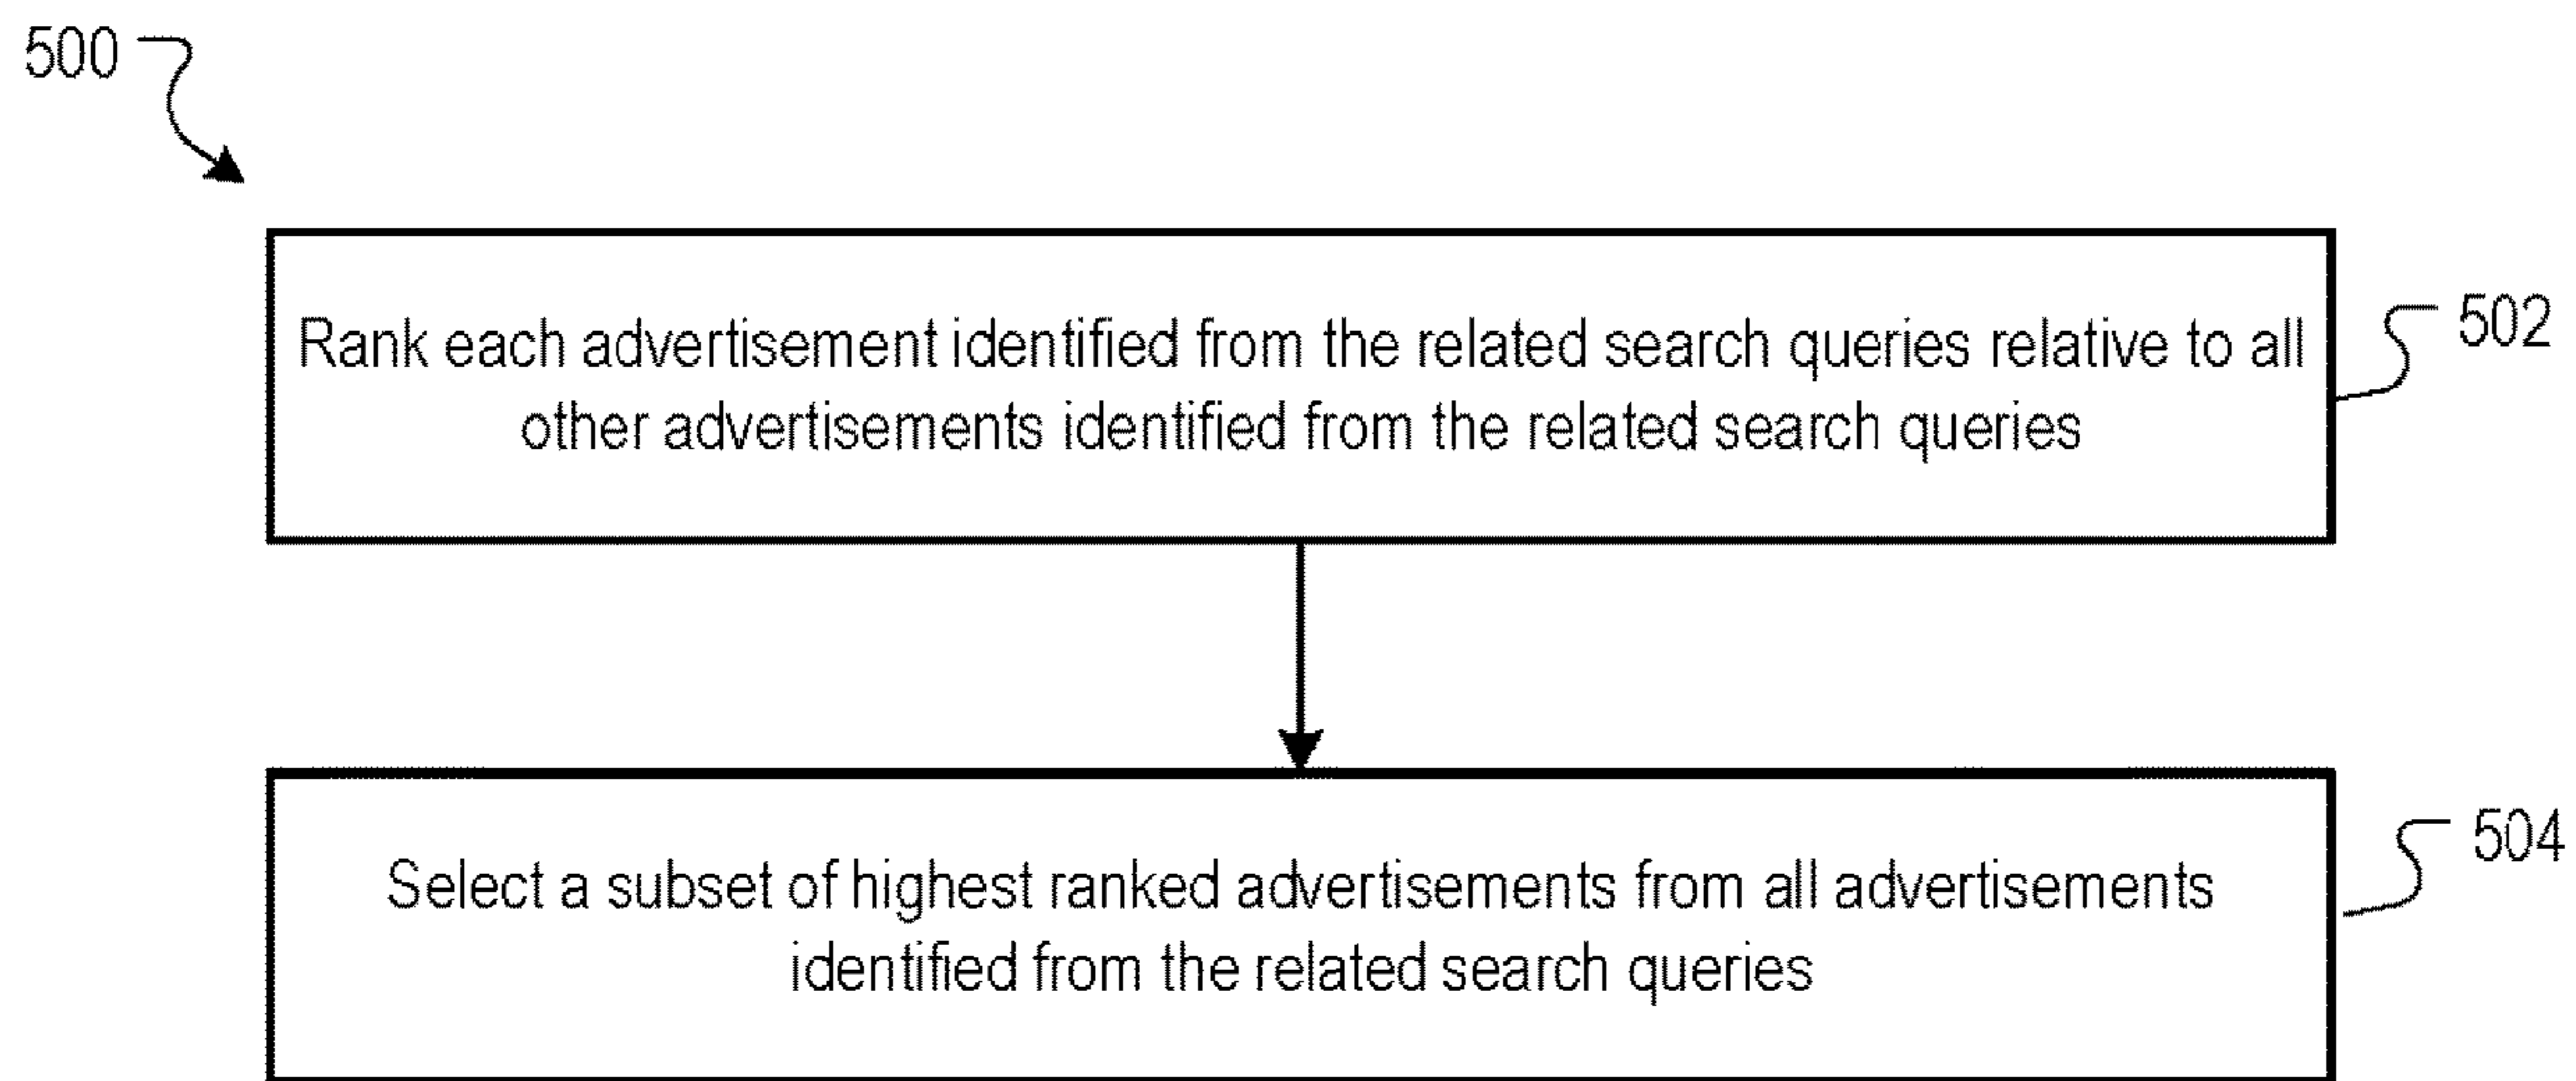 500
Rank each advertisement identified from the related search queries relative to all
other advertisements identified from the related search queries
502
Select a subset of highest ranked advertisements from all advertisements
identified from the related search queries
504